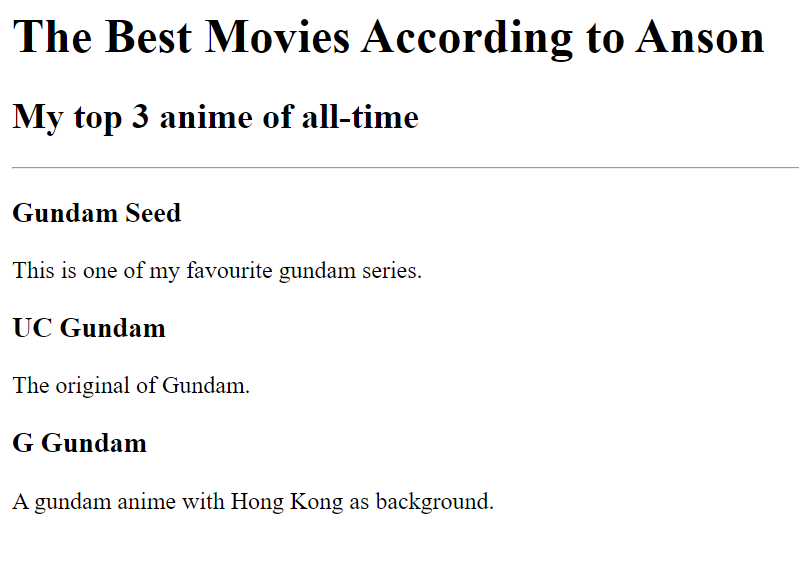 The Best Movies According to Anson
My top 3 anime of all-time
Gundam Seed
This is one of my favourite gundam series.
UC Gundam
The original of Gundam.
G Gundam
A gundam anime with Hong Kong as background.